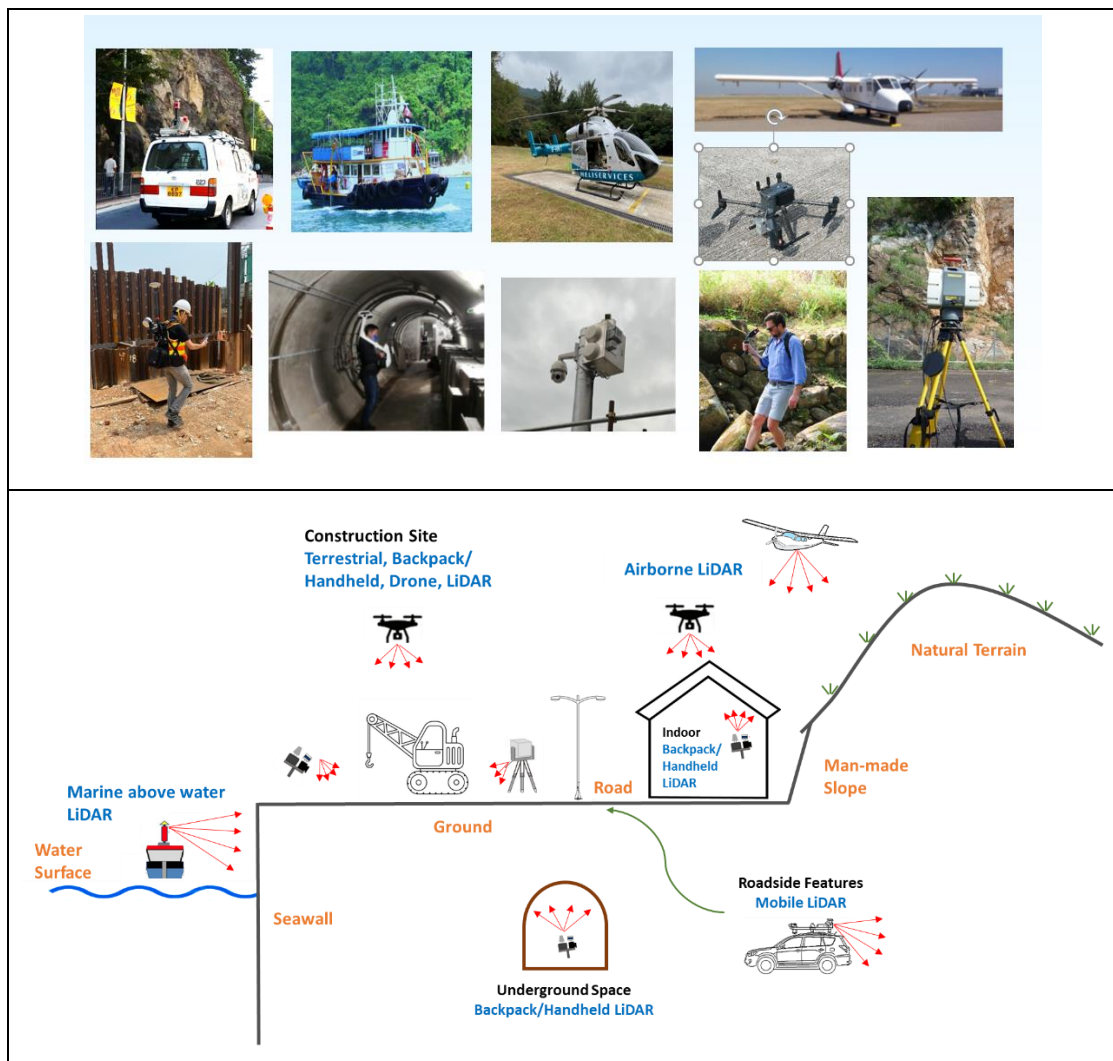 HELISERVICES
Construction Site
Terrestrial, Backpack/
Handheld, Drone, LiDAR
Airborne LiDAR
Natural Terrain
Indoor
Backpack/
Handheld
LiDAR
Man-made
Slope
Road
Marine above water
LiDAR
Ground
Water
Surface
Seawall
Roadside Features
Mobile LiDAR
Underground Space
Backpack/Handheld LiDAR